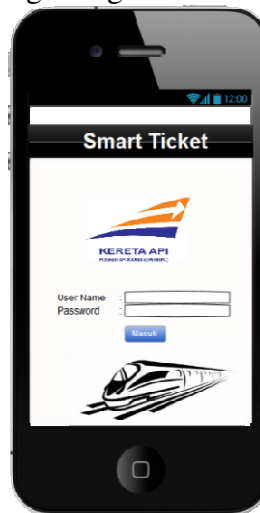 12:00
Smart Ticket
KERETA API
User Name :
Password :
Masuk